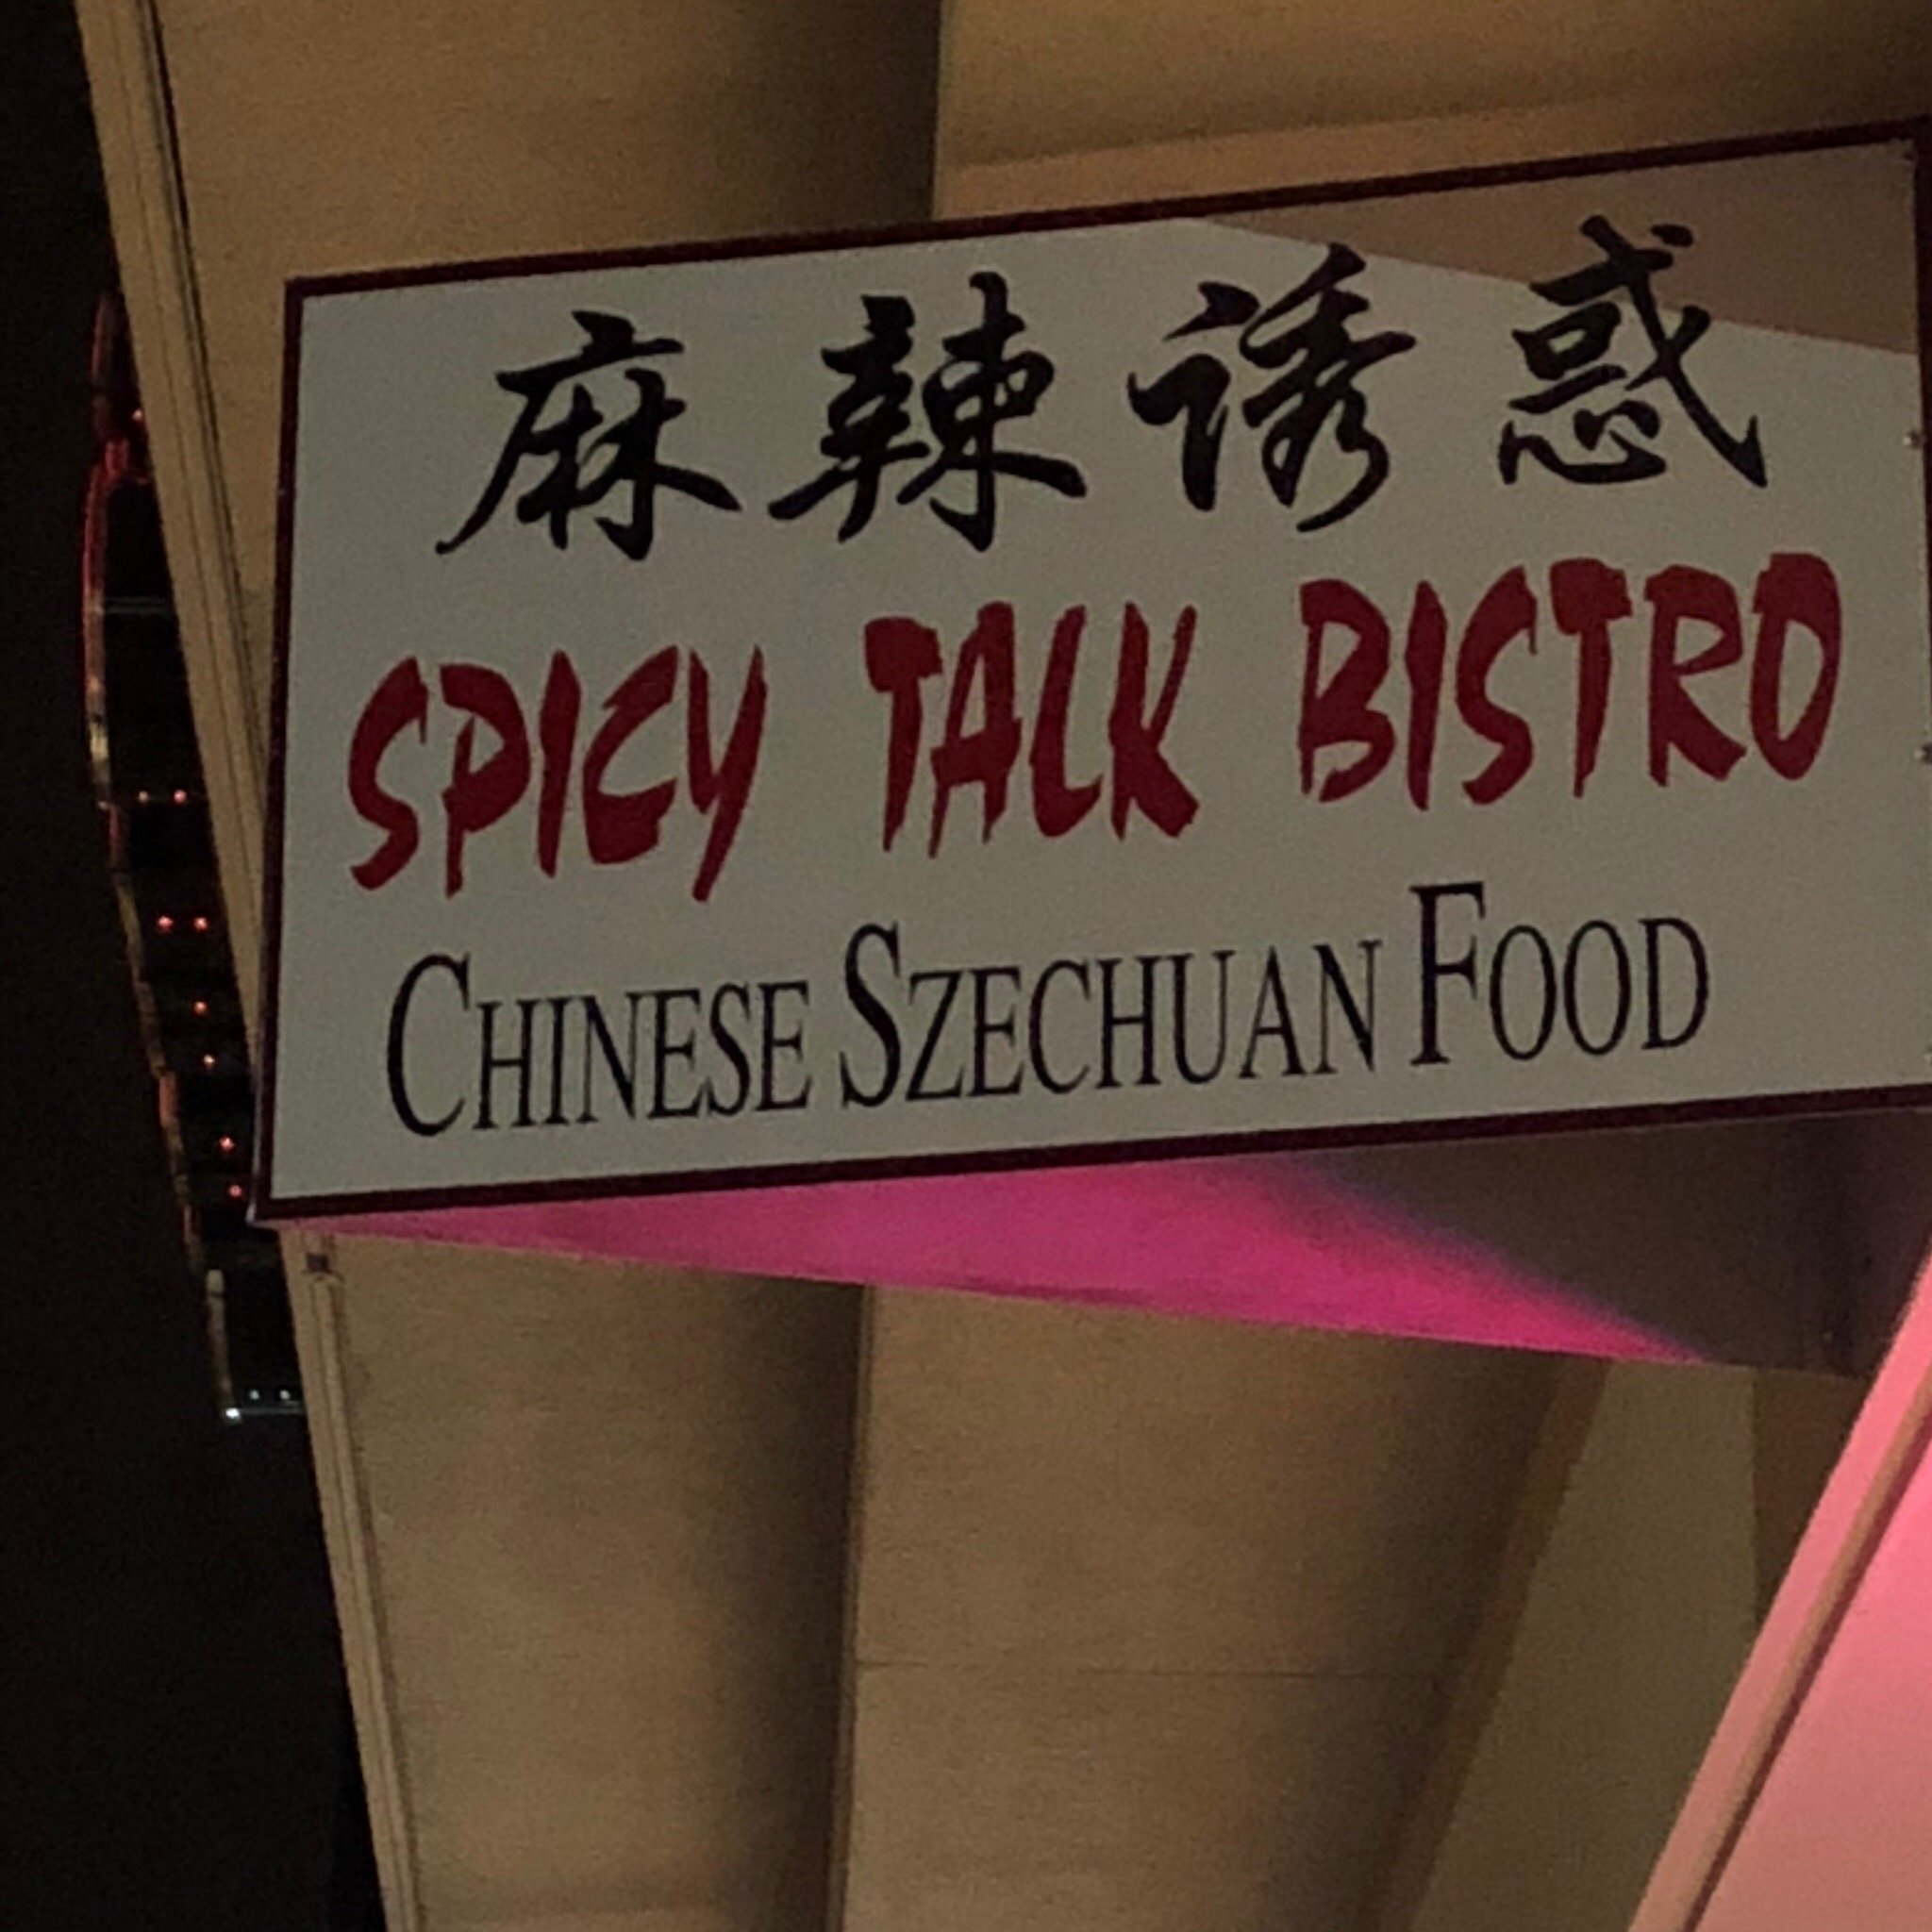 麻辣诱惑
SPICY TALK BISTRO
CHINESE SZECHUAN FOOD